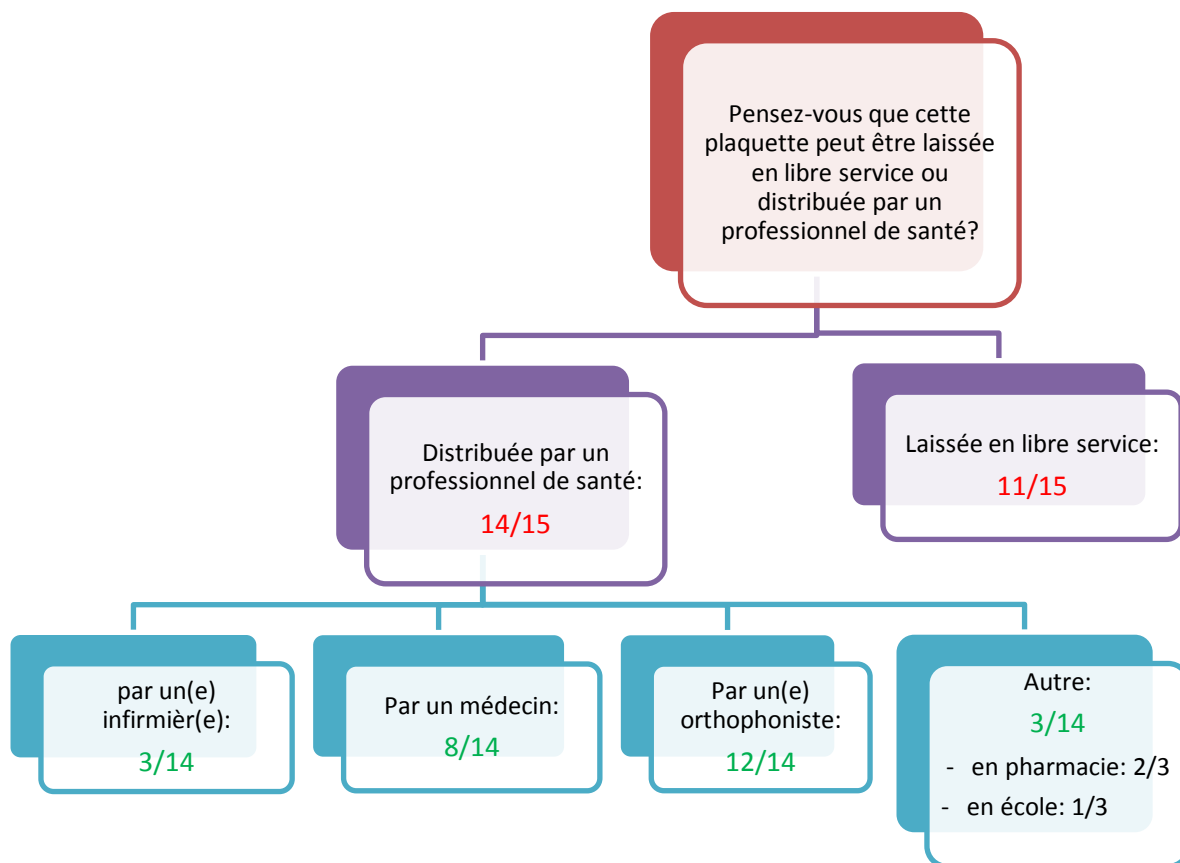 Pensez-vous que cette
plaquette peut être laissée
en libre service ou
distribuée par un
professionnel de santé?
Distribuée par un
professionnel de santé:
14/15
Laissée en libre service:
11/15
par un(e)
infirmièr(e):
3/14
Par un médecin:
8/14
Par un(e)
orthophoniste:
12/14
Autre:
3/14
- en pharmacie: 2/3
- en école: 1/3